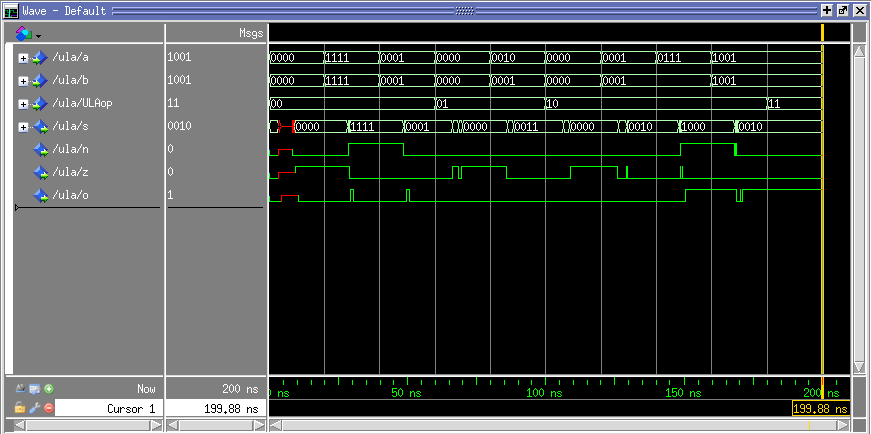 Wave - Default
Msgs
/ula/a 1001 0000 1111 0001 0000 0010 0000 0001 0111 1001
/ula/b 1001 0000 1111 0001 0000 0001 0000 0001 1001
/ula/ULAop 11 00 01 10 11
/ula/s 0010 0000 1111 0001 0000 0011 0000 0010 1000 0010
/ula/n 0
/ula/z 0
/ula/o 1
Now 200 ns ns 50 ns 100 ns 150 ns 200 ns
Cursor 1 199.88 ns 199.88 ns